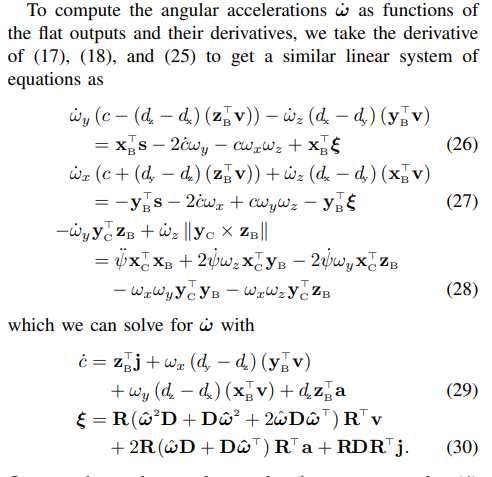 To compute the angular accelerations ω̇ as functions of
the flat outputs and their derivatives, we take the derivative
of (17), (18), and (25) to get a similar linear system of
equations as
ω̇_y (c − (d_z − d_x) (z_B^⊤ v)) − ω̇_z (d_x − d_y) (y_B^⊤ v)
= x_B^⊤ s − 2ċω_y − cω_xω_z + x_B^⊤ ξ (26)
ω̇_x (c + (d_y − d_z) (z_B^⊤ v)) + ω̇_z (d_x − d_y) (x_B^⊤ v)
= −y_B^⊤ s − 2ċω_x + cω_yω_z − y_B^⊤ ξ (27)
−ω̇_y y_C^⊤ z_B + ω̇_z ‖y_C × z_B‖
= ψ̈ x_C^⊤ x_B + 2ψ̇ω_z x_C^⊤ y_B − 2ψ̇ω_y x_C^⊤ z_B
− ω_xω_y y_C^⊤ y_B − ω_xω_z y_C^⊤ z_B (28)
which we can solve for ω̇ with
ċ = z_B^⊤ j + ω_x (d_y − d_z) (y_B^⊤ v)
+ ω_y (d_z − d_x) (x_B^⊤ v) + d_z z_B^⊤ a (29)
ξ = R(ω̂²D + Dω̂² + 2ω̂Dω̂^⊤) R^⊤ v
+ 2R(ω̂D + Dω̂^⊤) R^⊤ a + RDR^⊤ j. (30)